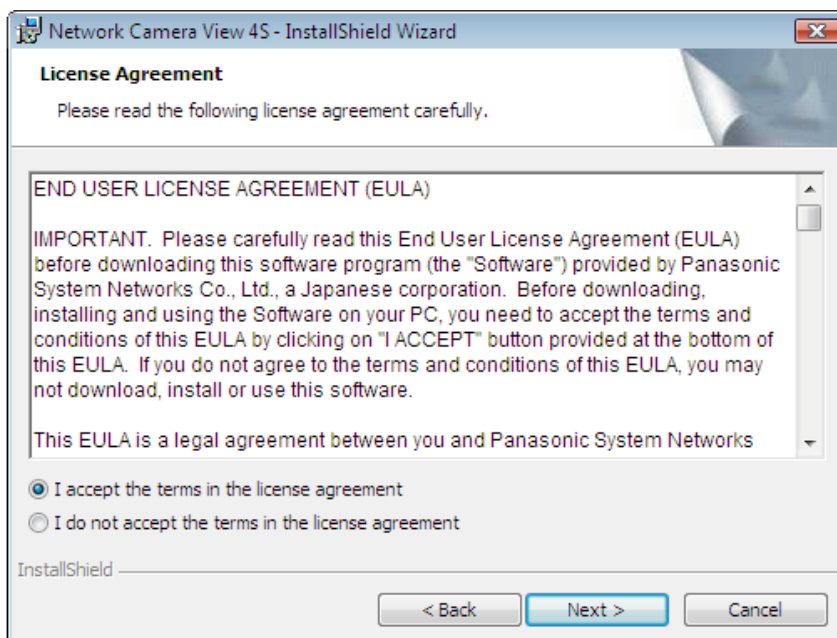 Network Camera View 4S - InstallShield Wizard
License Agreement
Please read the following license agreement carefully.
END USER LICENSE AGREEMENT (EULA)
IMPORTANT.  Please carefully read this End User License Agreement (EULA)
before downloading this software program (the "Software") provided by Panasonic
System Networks Co., Ltd., a Japanese corporation.  Before downloading,
installing and using the Software on your PC, you need to accept the terms and
conditions of this EULA by clicking on "I ACCEPT" button provided at the bottom of
this EULA.  If you do not agree to the terms and conditions of this EULA, you may
not download, install or use this software.
This EULA is a legal agreement between you and Panasonic System Networks
I accept the terms in the license agreement
I do not accept the terms in the license agreement
InstallShield
< Back
Next >
Cancel